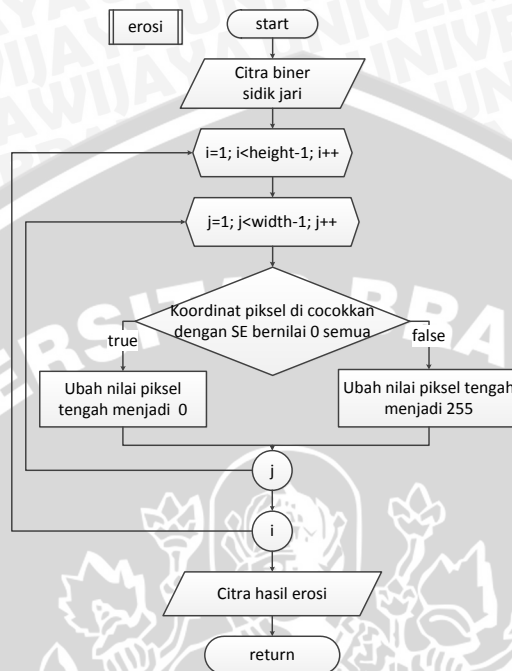 erosi
start
Citra biner
sidik jari
i=1; i<height-1; i++
j=1; j<width-1; j++
Koordinat piksel di cocokkan
dengan SE bernilai 0 semua
true
false
Ubah nilai piksel
tengah menjadi  0
Ubah nilai piksel tengah
menjadi 255
j
i
Citra hasil erosi
return